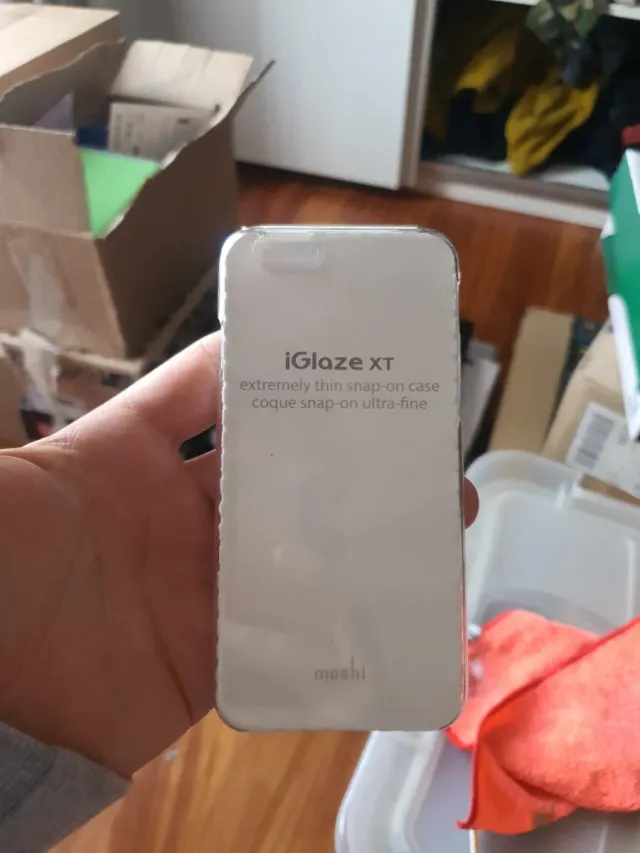 iGlaze XT
extremely thin snap-on case
coque snap-on ultra-fine
moshi